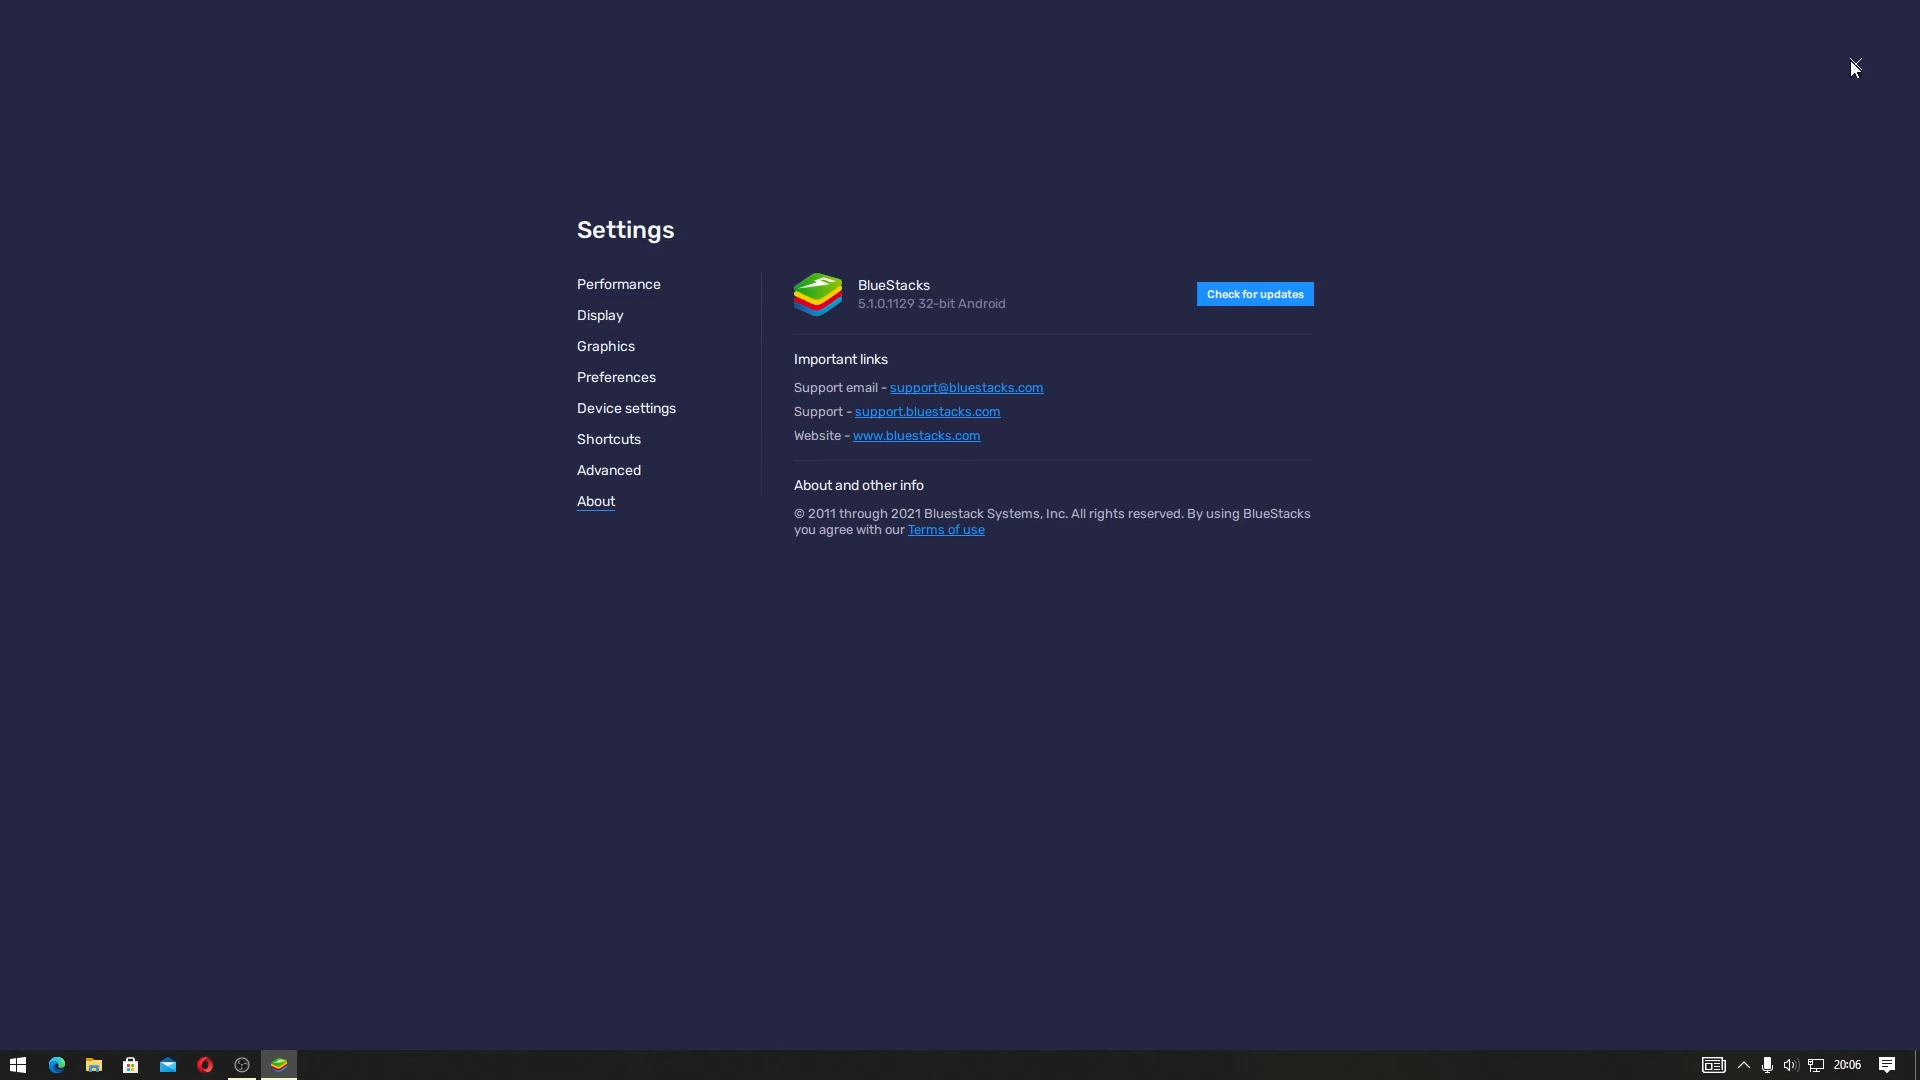 Settings
Performance
Display
Graphics
Preferences
Device settings
Shortcuts
Advanced
About
BlueStacks
5.1.0.1129 32-bit Android
Check for updates
Important links
Support email - support@bluestacks.com
Support - support.bluestacks.com
Website - www.bluestacks.com
About and other info
© 2011 through 2021 Bluestack Systems, Inc. All rights reserved. By using BlueStacks
you agree with our Terms of use
20:06